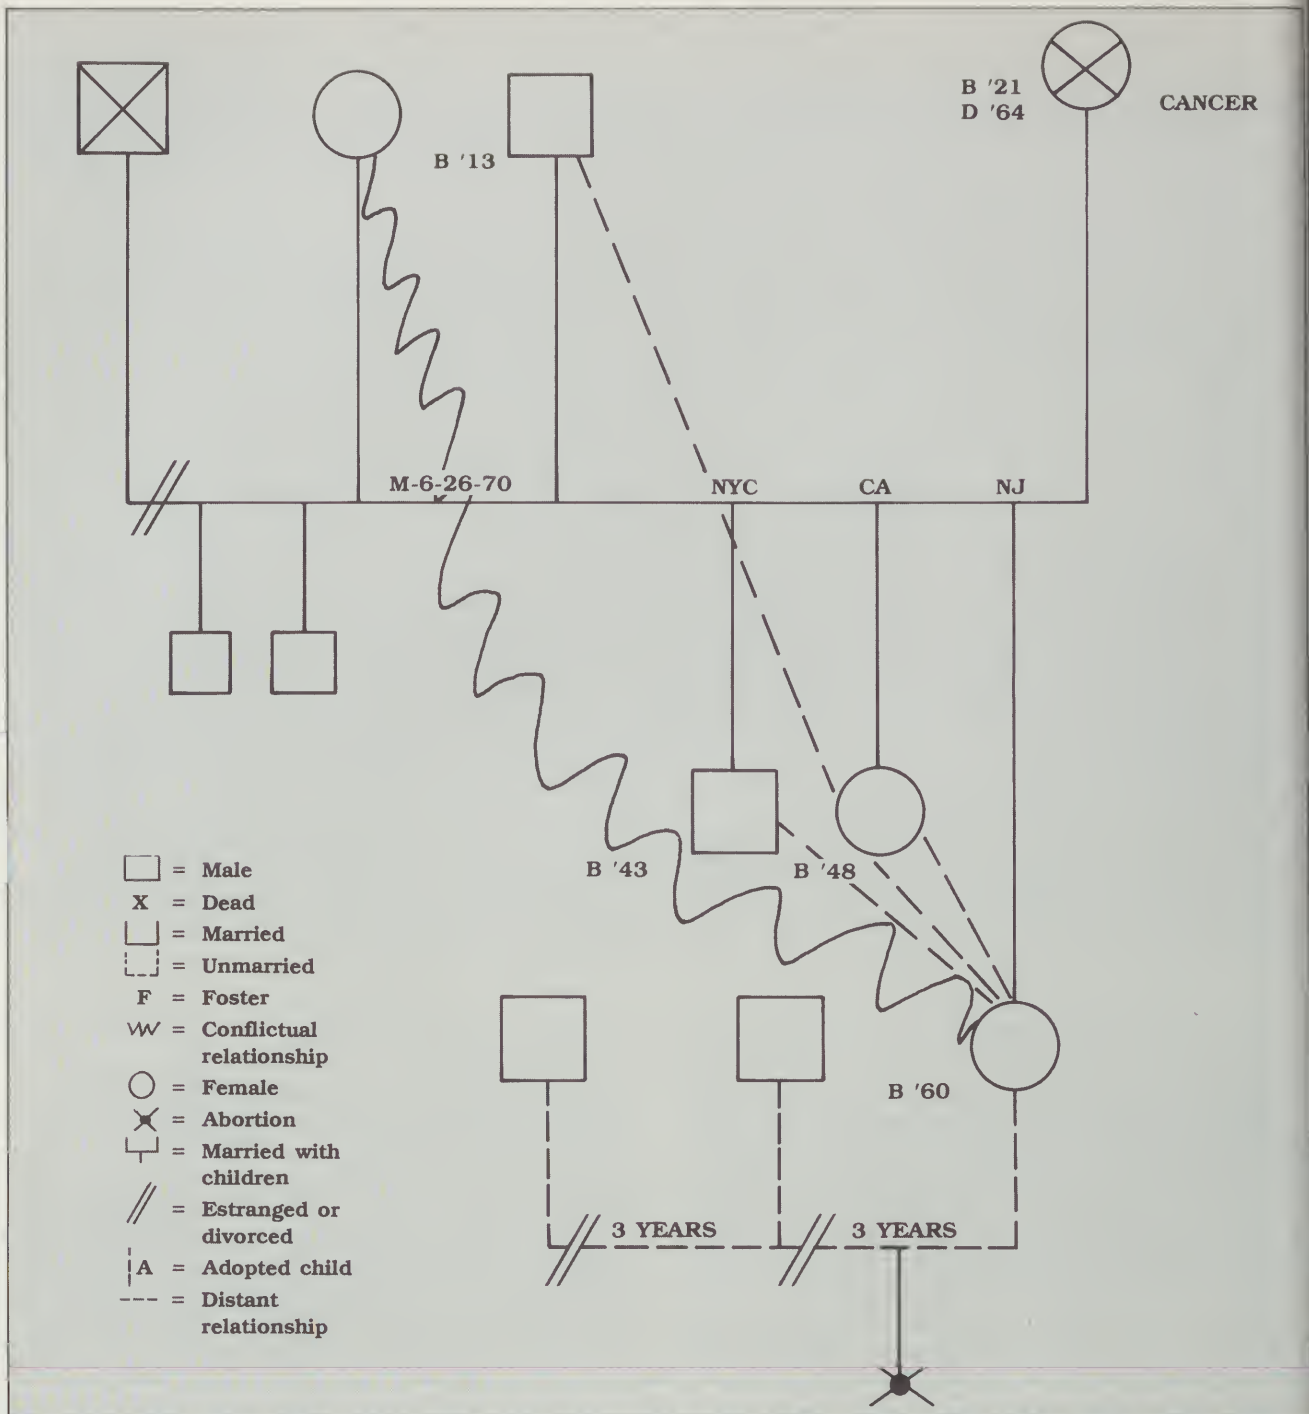 B '21
D '64
CANCER
B '13
M-6-26-70
NYC
CA
NJ
B '43
B '48
B '60
3 YEARS
3 YEARS
= Male
X = Dead
= Married
= Unmarried
F = Foster
= Conflictual
relationship
= Female
= Abortion
= Married with
children
= Estranged or
divorced
A = Adopted child
= Distant
relationship